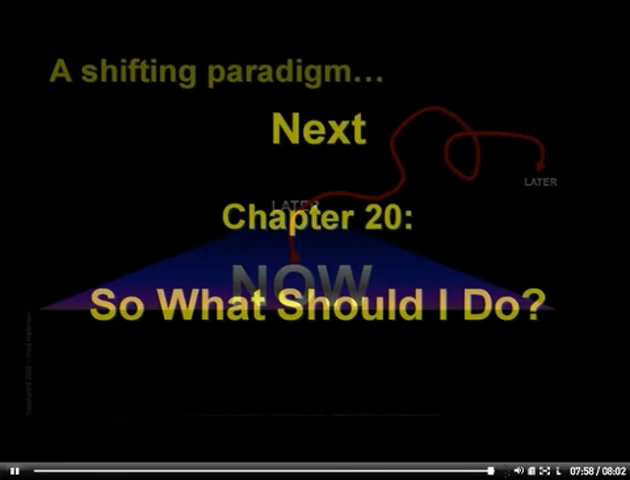 A shifting paradigm...
Next
LATER
LATER
Chapter 20:
NOW
So What Should I Do?
07:58 / 08:02